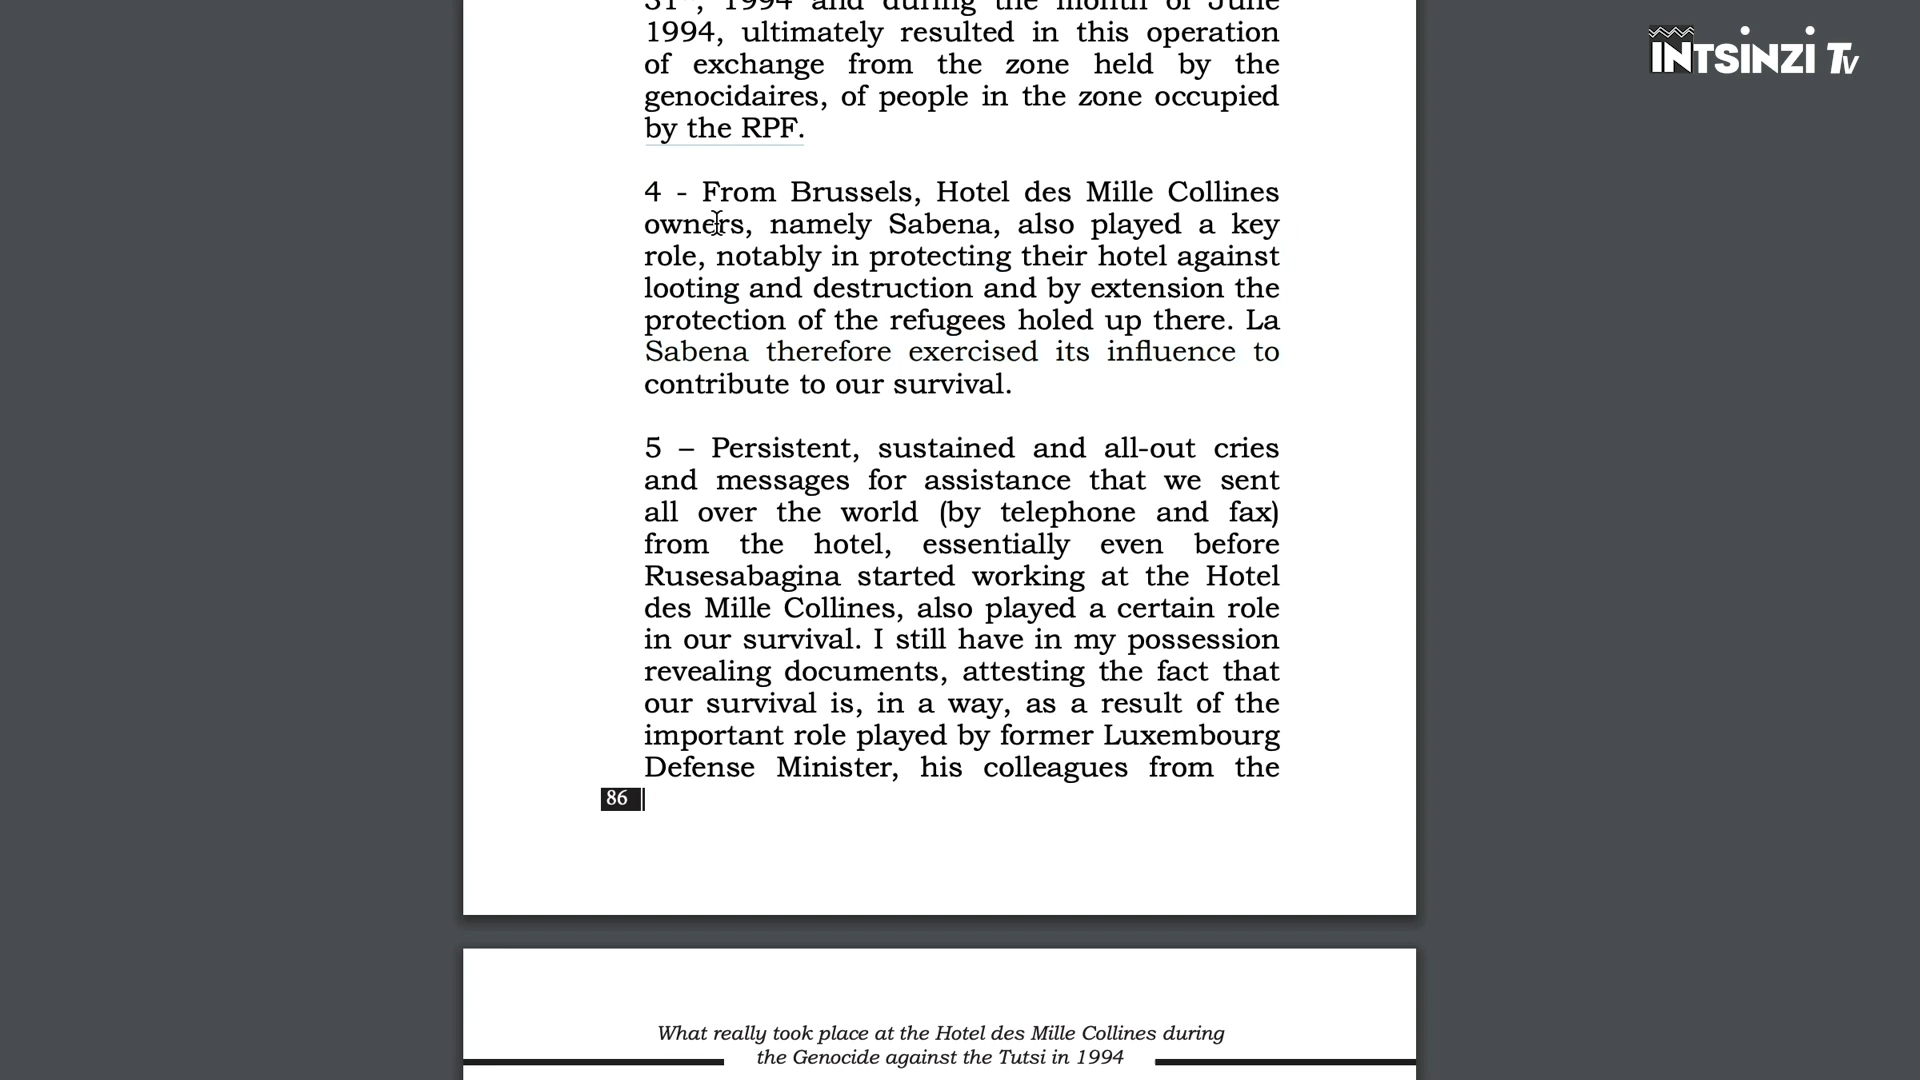 31st, 1994 and during the month of June
1994, ultimately resulted in this operation
of exchange from the zone held by the
genocidaires, of people in the zone occupied
by the RPF.
4 - From Brussels, Hotel des Mille Collines
owners, namely Sabena, also played a key
role, notably in protecting their hotel against
looting and destruction and by extension the
protection of the refugees holed up there. La
Sabena therefore exercised its influence to
contribute to our survival.
5 – Persistent, sustained and all-out cries
and messages for assistance that we sent
all over the world (by telephone and fax)
from the hotel, essentially even before
Rusesabagina started working at the Hotel
des Mille Collines, also played a certain role
in our survival. I still have in my possession
revealing documents, attesting the fact that
our survival is, in a way, as a result of the
important role played by former Luxembourg
Defense Minister, his colleagues from the
86
What really took place at the Hotel des Mille Collines during
the Genocide against the Tutsi in 1994
INTSINZI TV